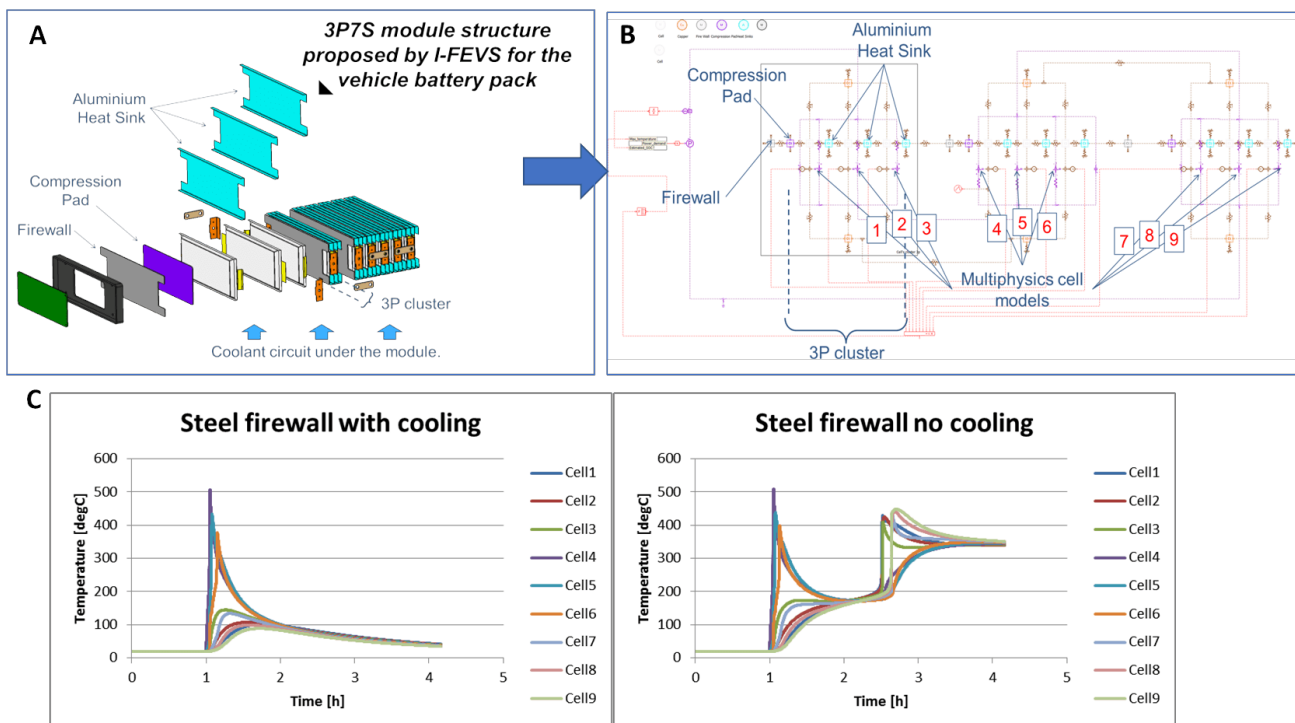 A
3P7S module structure
proposed by I-FEVS for the
vehicle battery pack
Aluminium
Heat Sink
Compression
Pad
Firewall
3P cluster
Coolant circuit under the module.
B
Cell
Copper
Cell
Aluminium
Heat Sink
Compression
Pad
Firewall
1
2
3
4
5
6
7
8
9
Multiphysics cell
models
3P cluster
C
Steel firewall with cooling
Temperature [degC]
600
500
400
300
200
100
0
0 1 2 3 4 5
Time [h]
Cell1
Cell2
Cell3
Cell4
Cell5
Cell6
Cell7
Cell8
Cell9
Steel firewall no cooling
Temperature [degC]
600
500
400
300
200
100
0
0 1 2 3 4 5
Time [h]
Cell1
Cell2
Cell3
Cell4
Cell5
Cell6
Cell7
Cell8
Cell9